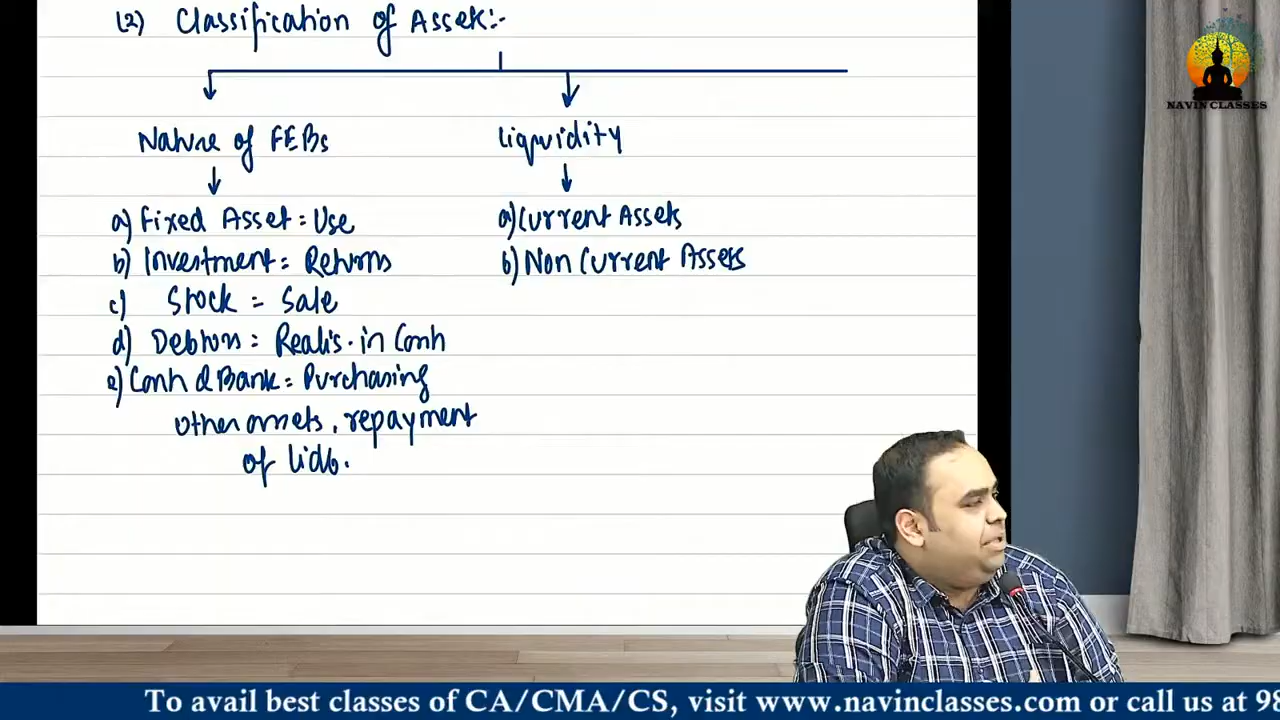 (2) Classification of Asset:-
Nature of FEBs
Liquidity
a) Fixed Asset = Use
b) Investment = Returns
c) Stock = Sale
d) Debtors = Realis. in Cash
e) Cash & Bank = Purchasing
other assets, repayment
of liab.
a) Current Assets
b) Non Current Assets
NAVIN CLASSES
To avail best classes of CA/CMA/CS, visit www.navinclasses.com or call us at 98